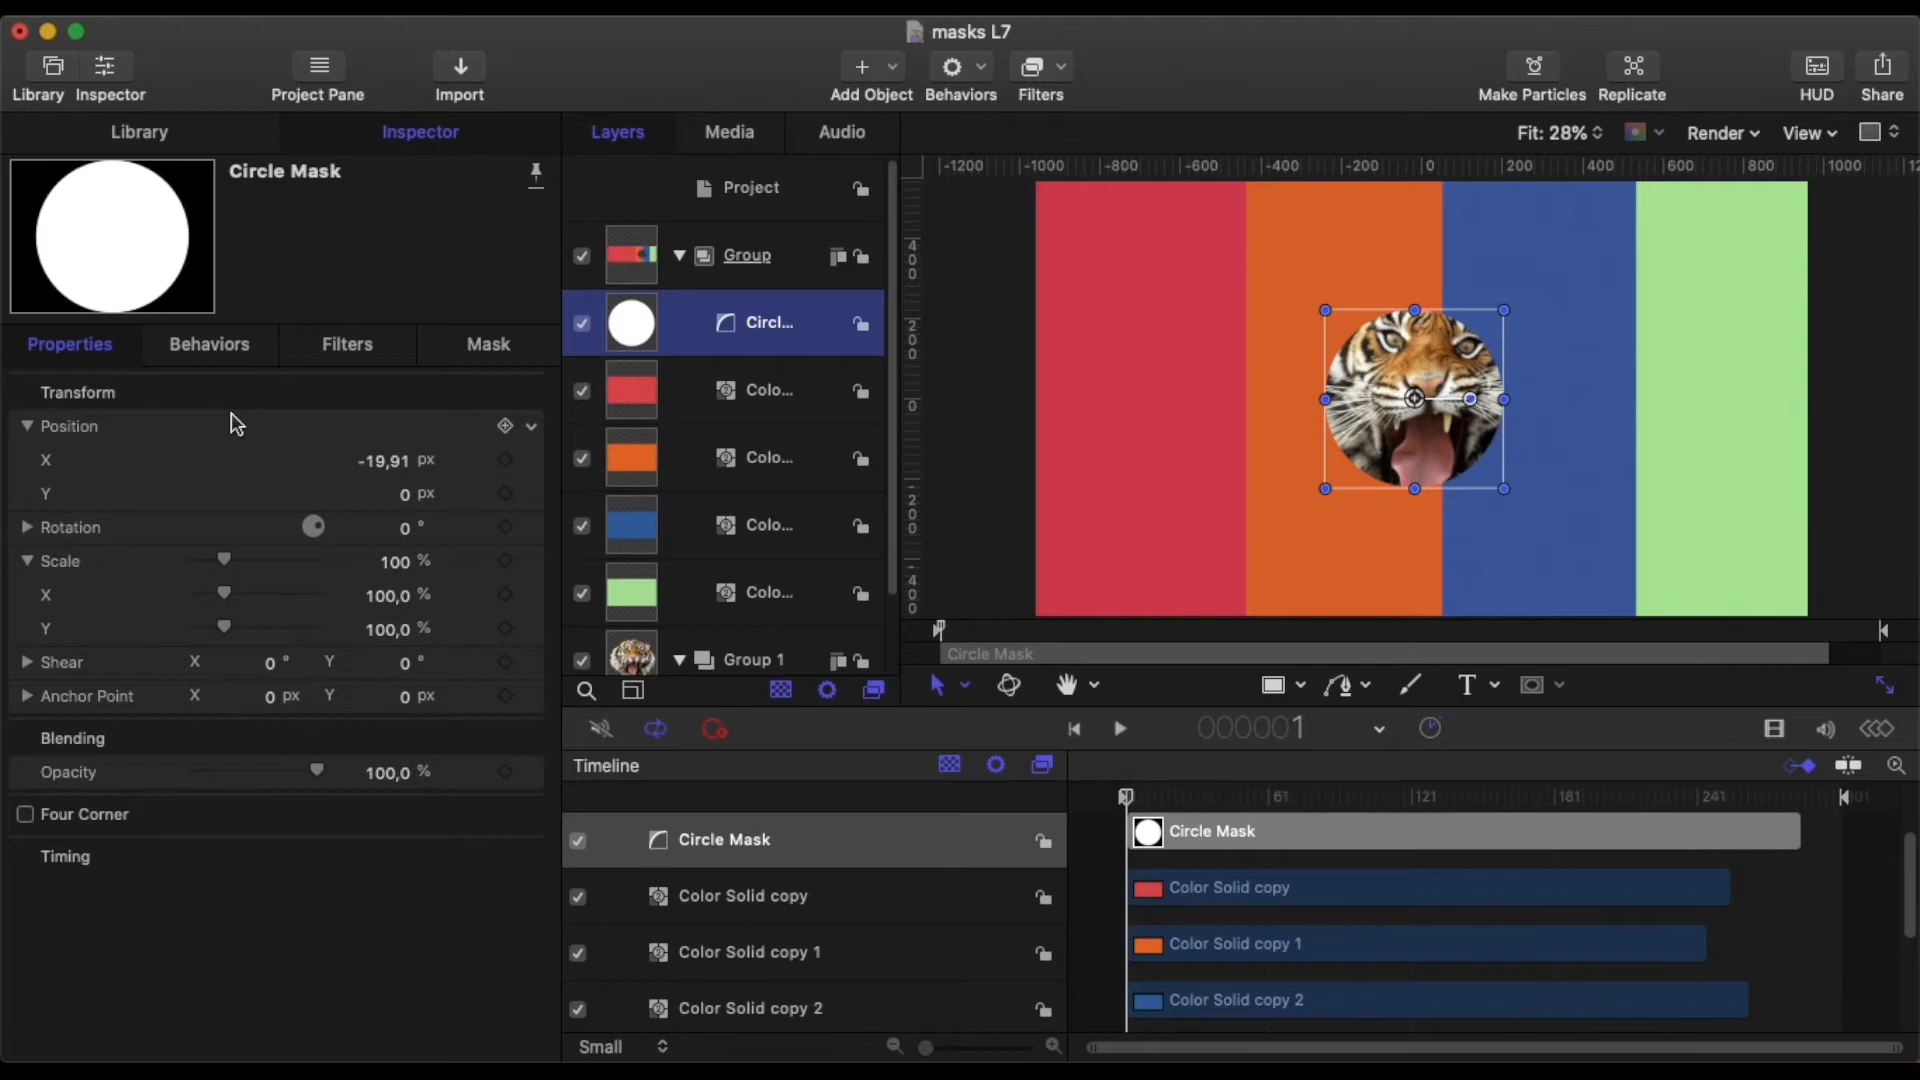 masks L7
Library
Inspector
Project Pane
Import
Add Object
Behaviors
Filters
Make Particles
Replicate
HUD
Share
Library
Inspector
Layers
Media
Audio
Fit: 28%
Render
View
Circle Mask
Properties
Behaviors
Filters
Mask
Transform
Position
X -19,91 px
Y 0 px
Rotation 0 °
Scale 100 %
X 100,0 %
Y 100,0 %
Shear X 0 ° Y 0 °
Anchor Point X 0 px Y 0 px
Blending
Opacity 100,0 %
Four Corner
Timing
Project
Group
Circl...
Colo...
Colo...
Colo...
Colo...
Group 1
-1200 -1000 -800 -600 -400 -200 0 200 400 600 800 1000
400
200
0
-200
-400
Circle Mask
T
000001
Timeline
61 121 181 241 301
Circle Mask
Color Solid copy
Color Solid copy 1
Color Solid copy 2
Circle Mask
Color Solid copy
Color Solid copy 1
Color Solid copy 2
Small